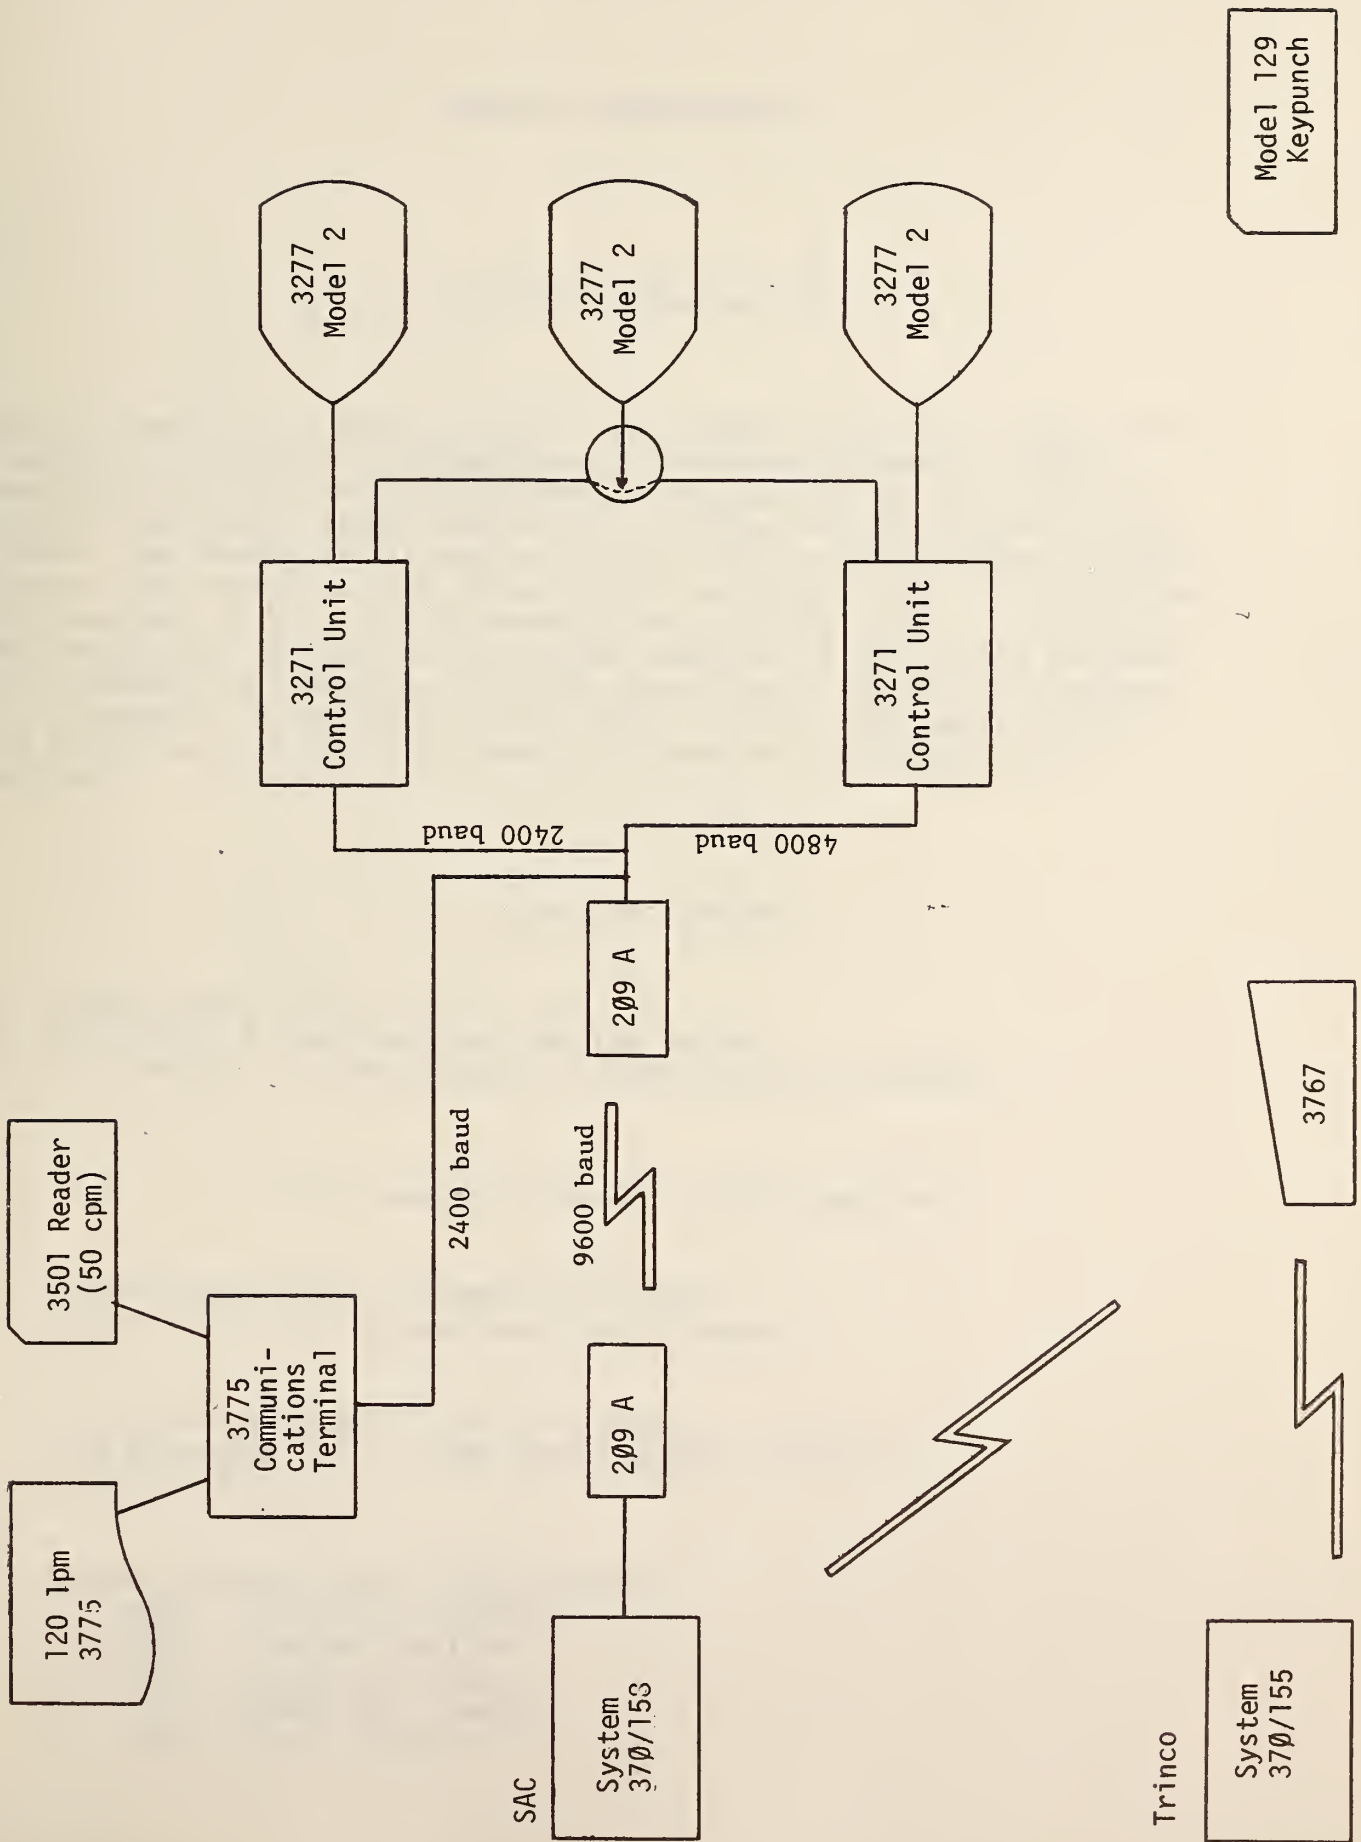 120 lpm
3775
3501 Reader
(50 cpm)
3775
Communi-
cations
Terminal
3271
Control Unit
3277
Model 2
2400 baud
2400 baud
SAC
System
37Ø/158
2Ø9 A
9600 baud
2Ø9 A
3277
Model 2
4800 baud
3271
Control Unit
3277
Model 2
Trinco
System
37Ø/155
3767
Model 129
Keypunch